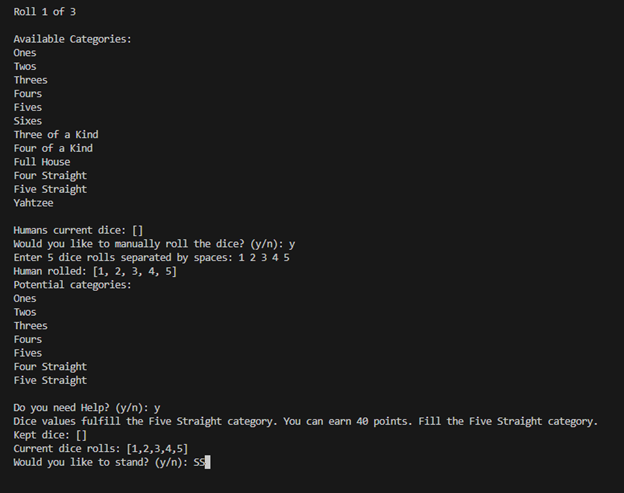 Roll 1 of 3
Available Categories:
Ones
Twos
Threes
Fours
Fives
Sixes
Three of a Kind
Four of a Kind
Full House
Four Straight
Five Straight
Yahtzee
Humans current dice: []
Would you like to manually roll the dice? (y/n): y
Enter 5 dice rolls separated by spaces: 1 2 3 4 5
Human rolled: [1, 2, 3, 4, 5]
Potential categories:
Ones
Twos
Threes
Fours
Fives
Four Straight
Five Straight
Do you need Help? (y/n): y
Dice values fulfill the Five Straight category. You can earn 40 points. Fill the Five Straight category.
Kept dice: []
Current dice rolls: [1,2,3,4,5]
Would you like to stand? (y/n): SS